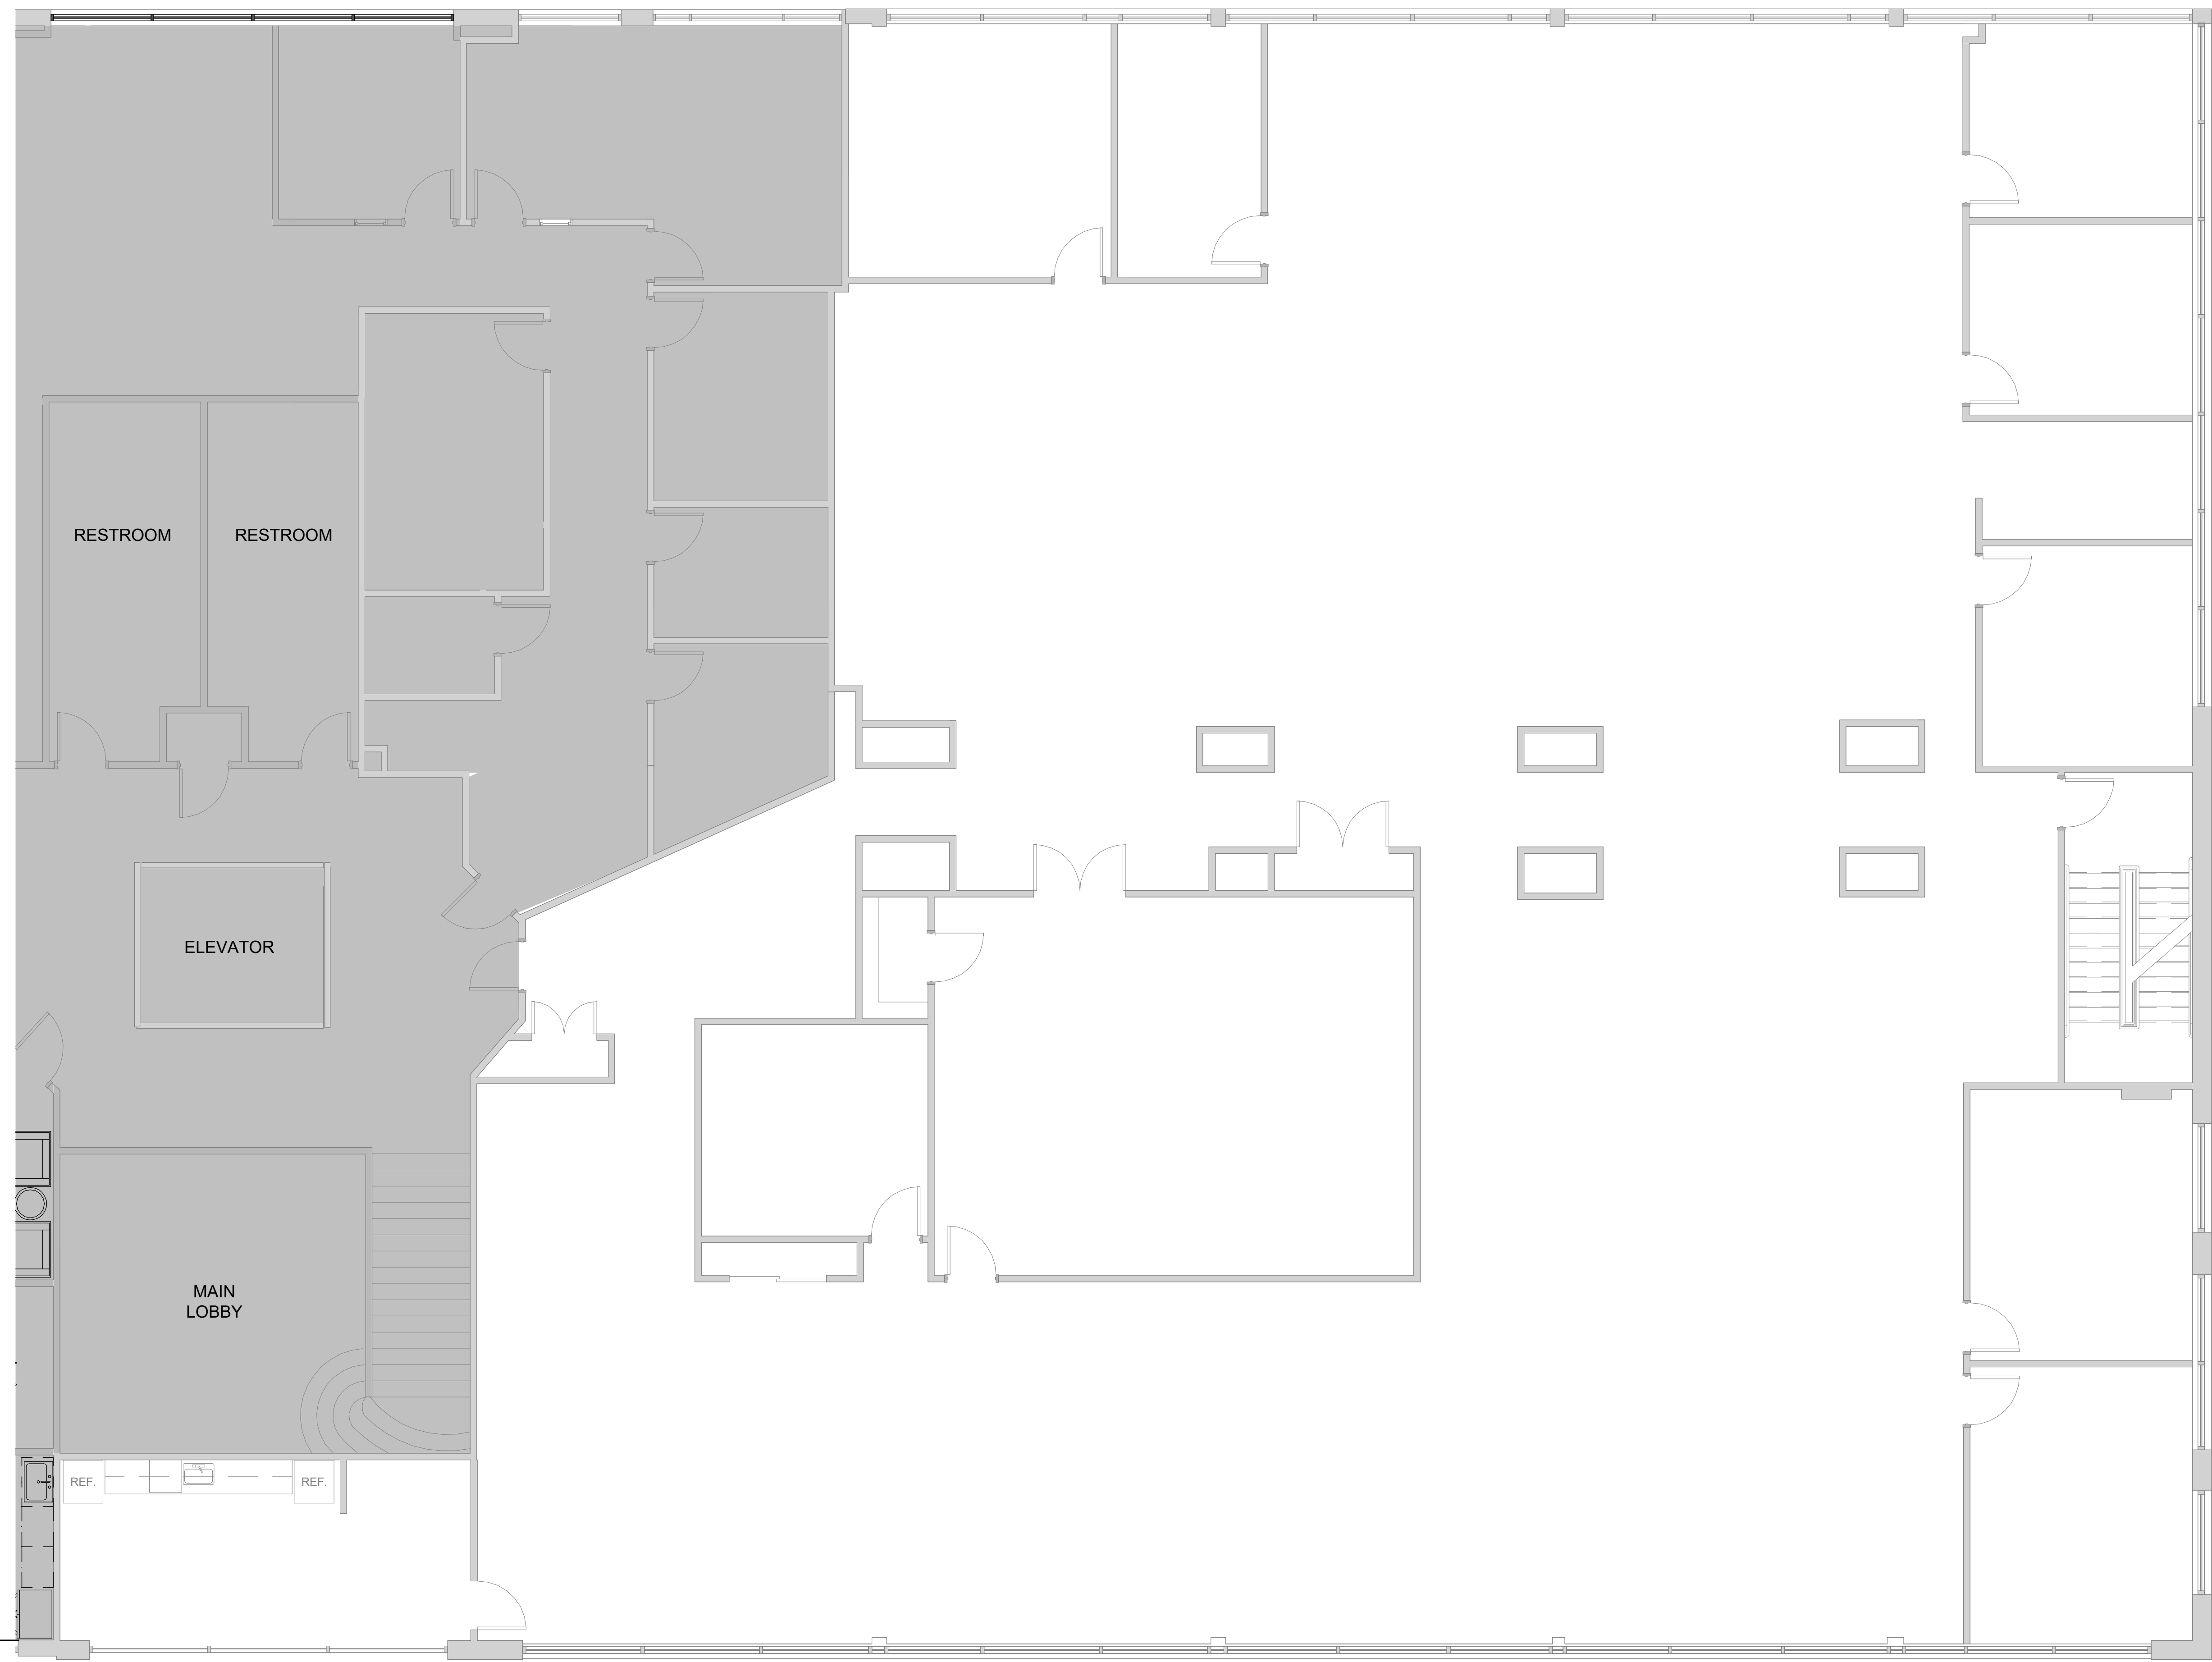 RESTROOM
RESTROOM
ELEVATOR
MAIN
LOBBY
REF.
REF.